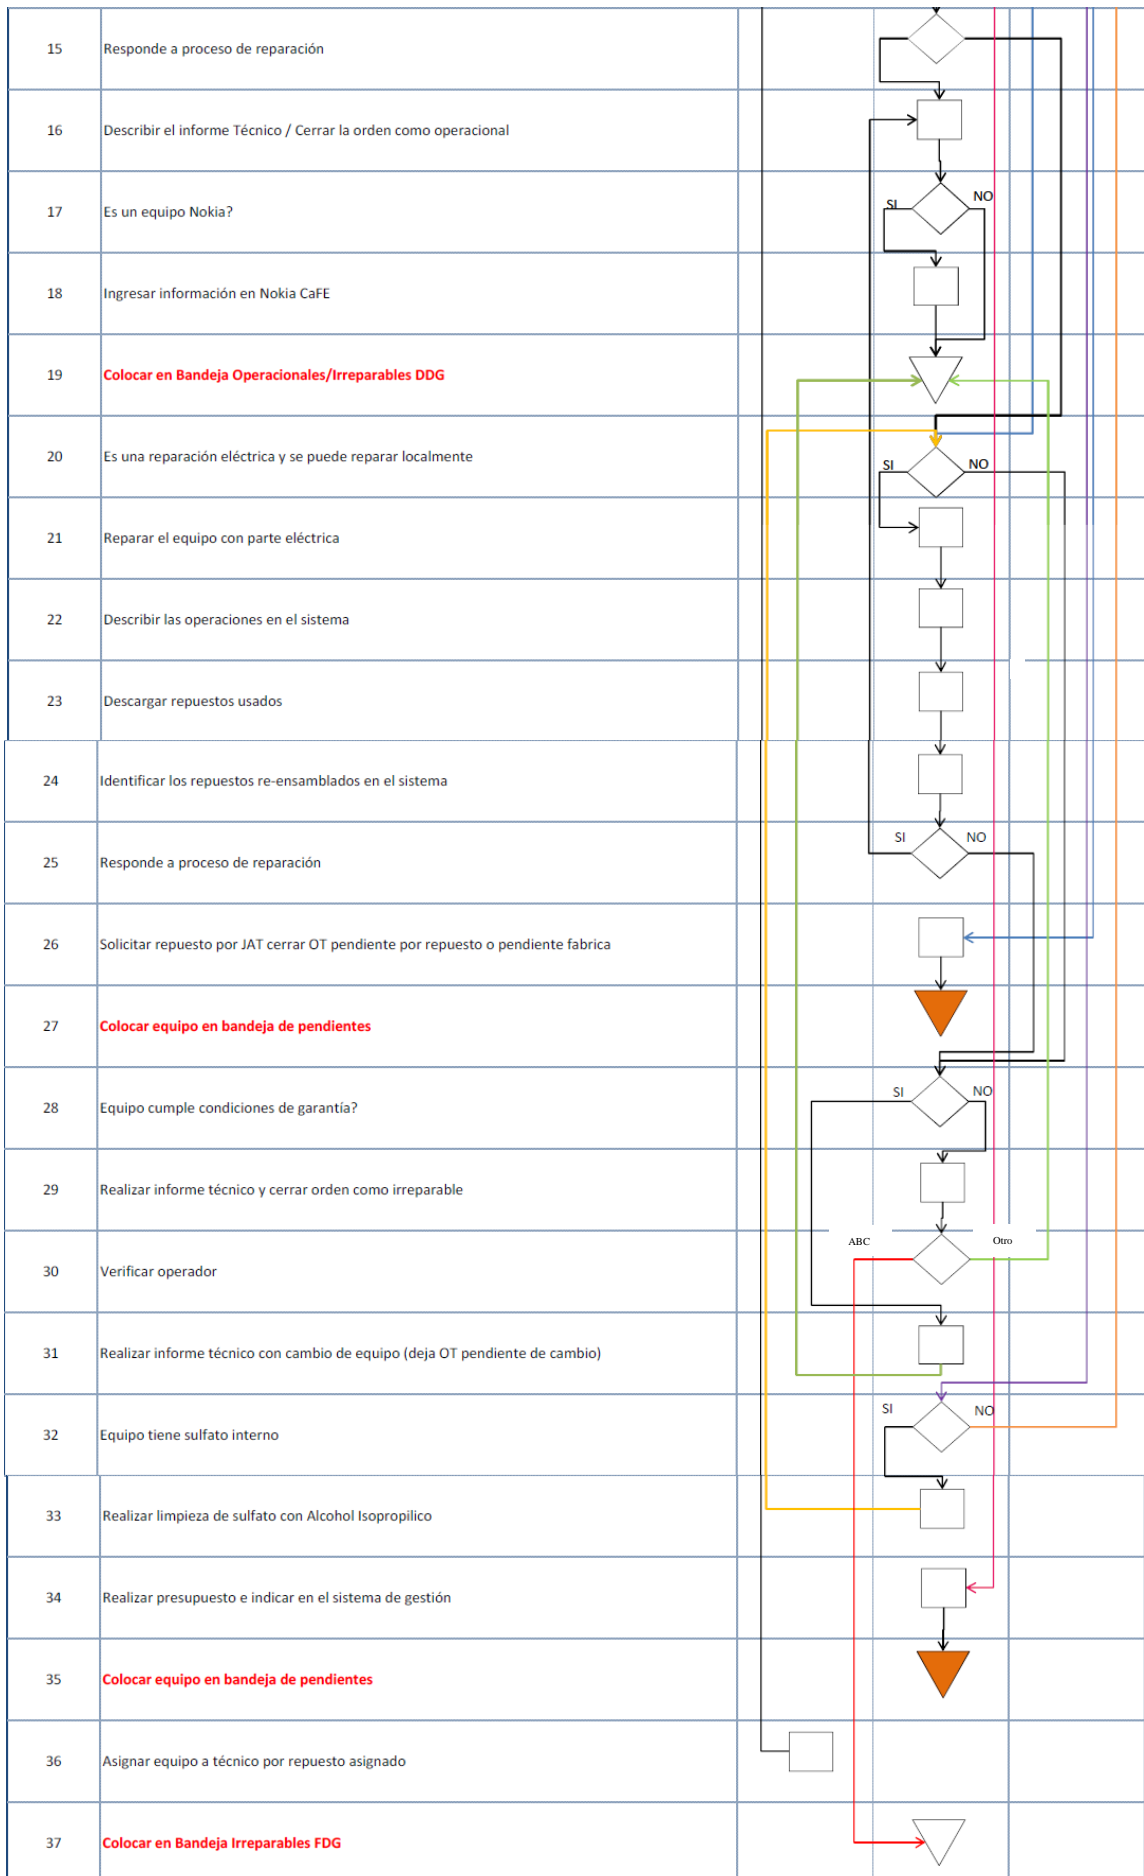 15 Responde a proceso de reparación
16 Describir el informe Técnico / Cerrar la orden como operacional
17 Es un equipo Nokia? SI NO
18 Ingresar información en Nokia CaFE
19 Colocar en Bandeja Operacionales/Irreparables DDG
20 Es una reparación eléctrica y se puede reparar localmente SI NO
21 Reparar el equipo con parte eléctrica
22 Describir las operaciones en el sistema
23 Descargar repuestos usados
24 Identificar los repuestos re-ensamblados en el sistema
25 Responde a proceso de reparación SI NO
26 Solicitar repuesto por JAT cerrar OT pendiente por repuesto o pendiente fabrica
27 Colocar equipo en bandeja de pendientes
28 Equipo cumple condiciones de garantía? SI NO
29 Realizar informe técnico y cerrar orden como irreparable
30 Verificar operador ABC Otro
31 Realizar informe técnico con cambio de equipo (deja OT pendiente de cambio)
32 Equipo tiene sulfato interno SI NO
33 Realizar limpieza de sulfato con Alcohol Isopropilico
34 Realizar presupuesto e indicar en el sistema de gestión
35 Colocar equipo en bandeja de pendientes
36 Asignar equipo a técnico por repuesto asignado
37 Colocar en Bandeja Irreparables FDG